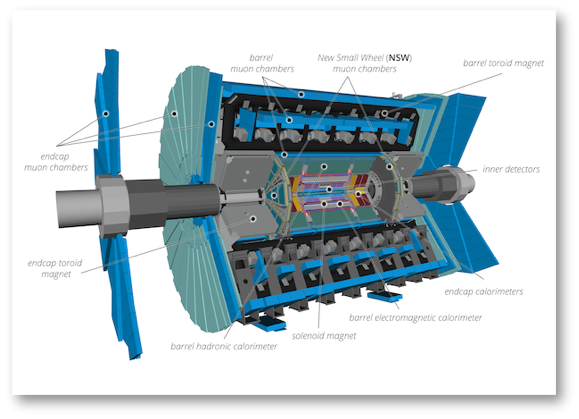 barrel
muon chambers
New Small Wheel (NSW)
muon chambers
barrel toroid magnet
endcap
muon chambers
inner detectors
endcap toroid
magnet
endcap calorimeters
barrel electromagnetic calorimeter
solenoid magnet
barrel hadronic calorimeter